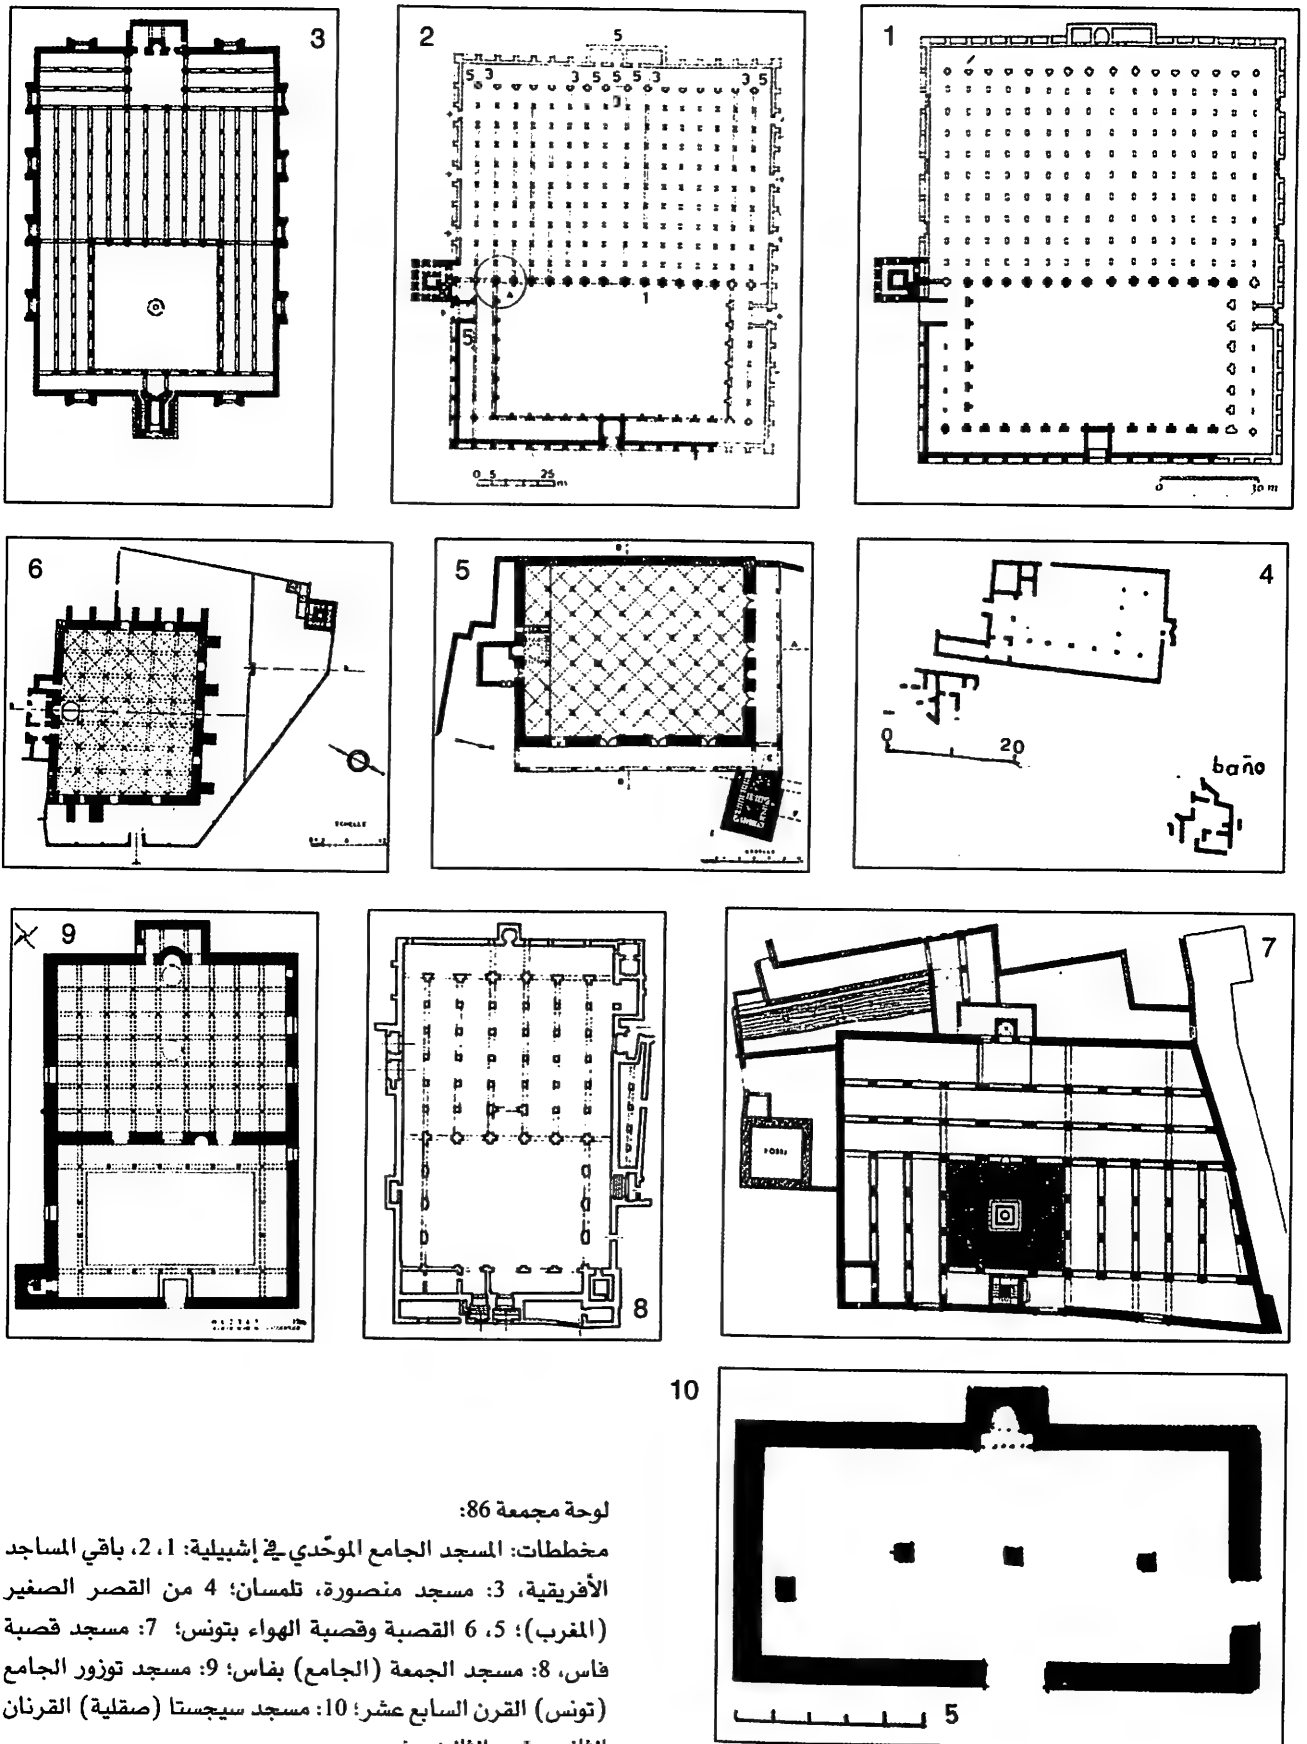 3
2
1
5
5 3 3 5 5 5 3 3 5
1
5
0 5 25 m
0 30 m
6
5
4
ECHELLE
0 20
baño
9
8
7
10
5
لوحة مجمعة 86:
مخططات: المسجد الجامع الموحّدي في إشبيلية: 1، 2، باقي المساجد
الأفريقية، 3: مسجد منصورة، تلمسان؛ 4 من القصر الصغير
(المغرب)؛ 5، 6 القصبة وقصبة الهواء بتونس؛ 7: مسجد قصبة
فاس، 8: مسجد الجمعة (الجامع) بفاس؛ 9: مسجد توزور الجامع
(تونس) القرن السابع عشر؛ 10: مسجد سيجستا (صقلية) القرنان